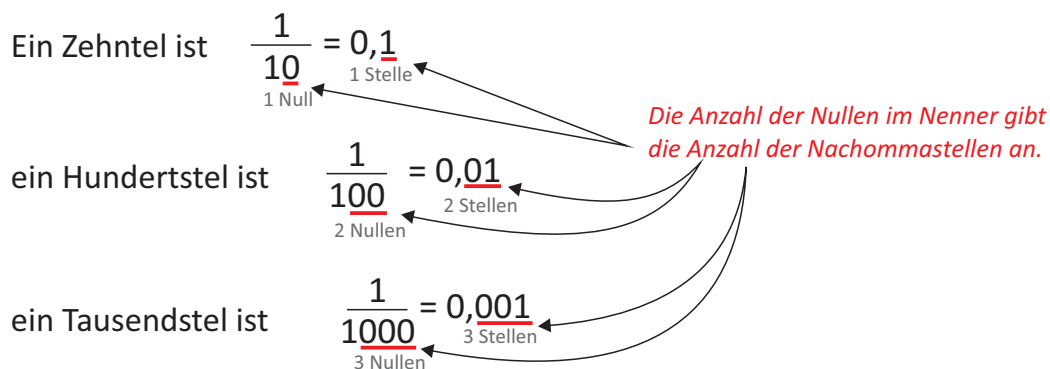 Ein Zehntel ist 1/10 = 0,1
1 Stelle
1 Null
Die Anzahl der Nullen im Nenner gibt
die Anzahl der Nachommastellen an.
ein Hundertstel ist 1/100 = 0,01
2 Stellen
2 Nullen
ein Tausendstel ist 1/1000 = 0,001
3 Stellen
3 Nullen